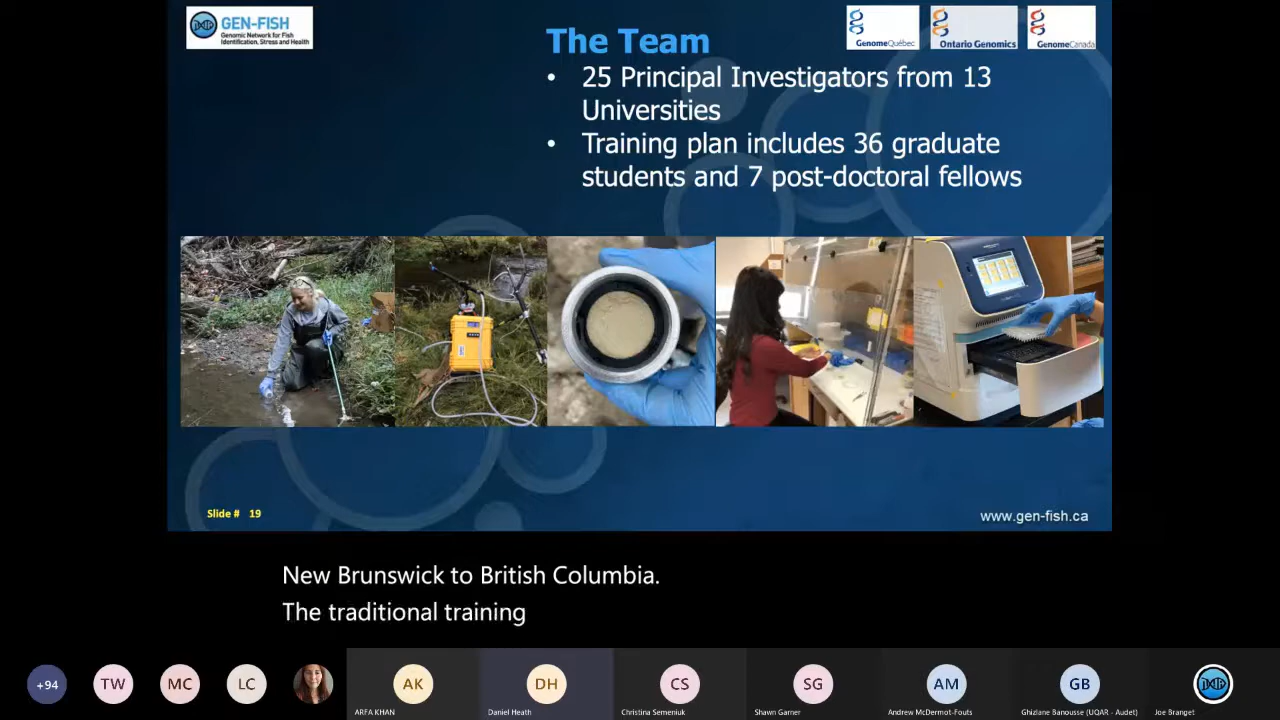 GEN-FISH
Genomic Network for Fish
Identification, Stress and Health
GenomeQuébec
Ontario Genomics
GenomeCanada
The Team
• 25 Principal Investigators from 13
Universities
• Training plan includes 36 graduate
students and 7 post-doctoral fellows
Slide # 19
www.gen-fish.ca
New Brunswick to British Columbia.
The traditional training
+94
TW
MC
LC
AK
DH
CS
SG
AM
GB
ARFA KHAN
Daniel Heath
Christina Semeniuk
Shawn Garner
Andrew McDermot-Fouts
Ghizlane Banousse (UQAR - Audet)
Joe Branget